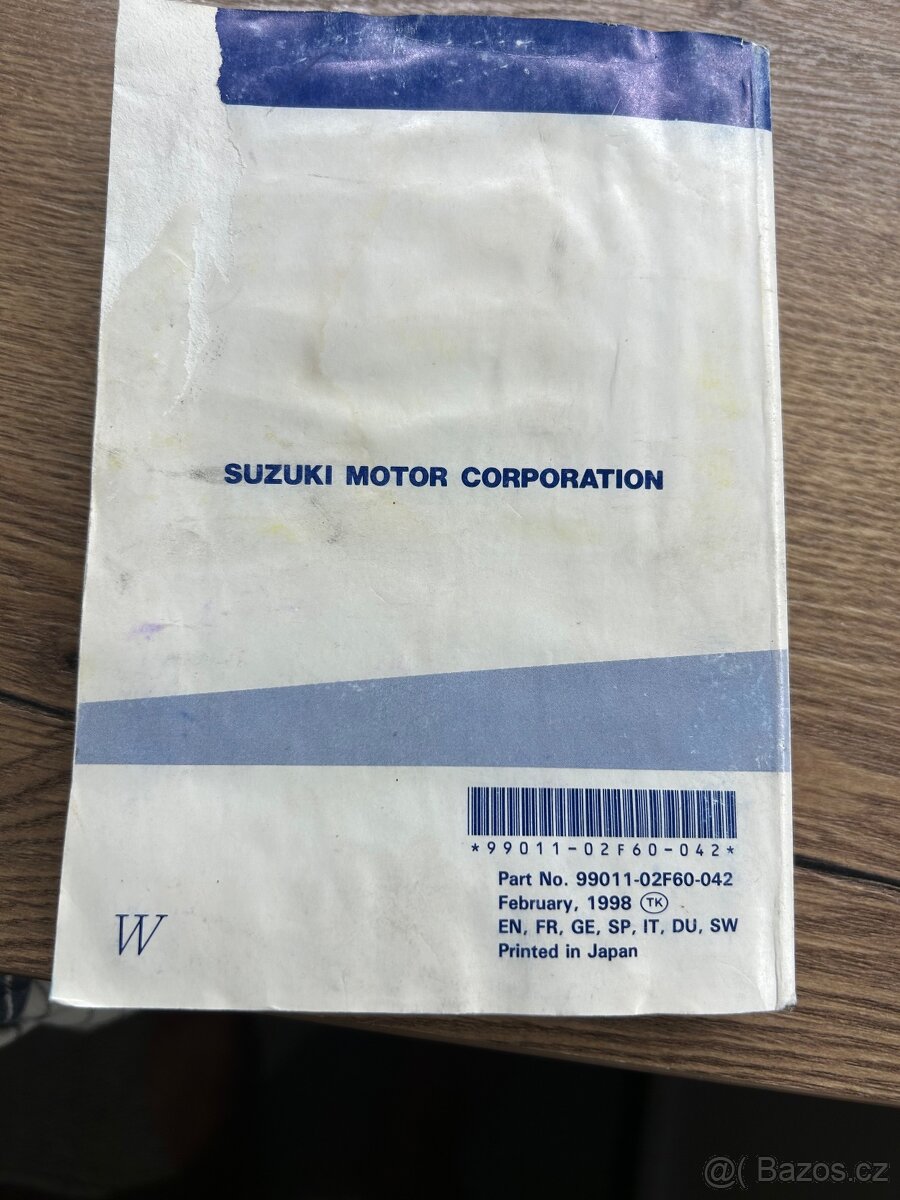 SUZUKI MOTOR CORPORATION
*99011-02F60-042*
Part No. 99011-02F60-042
February, 1998 TK
EN, FR, GE, SP, IT, DU, SW
Printed in Japan
W
@( Bazos.cz